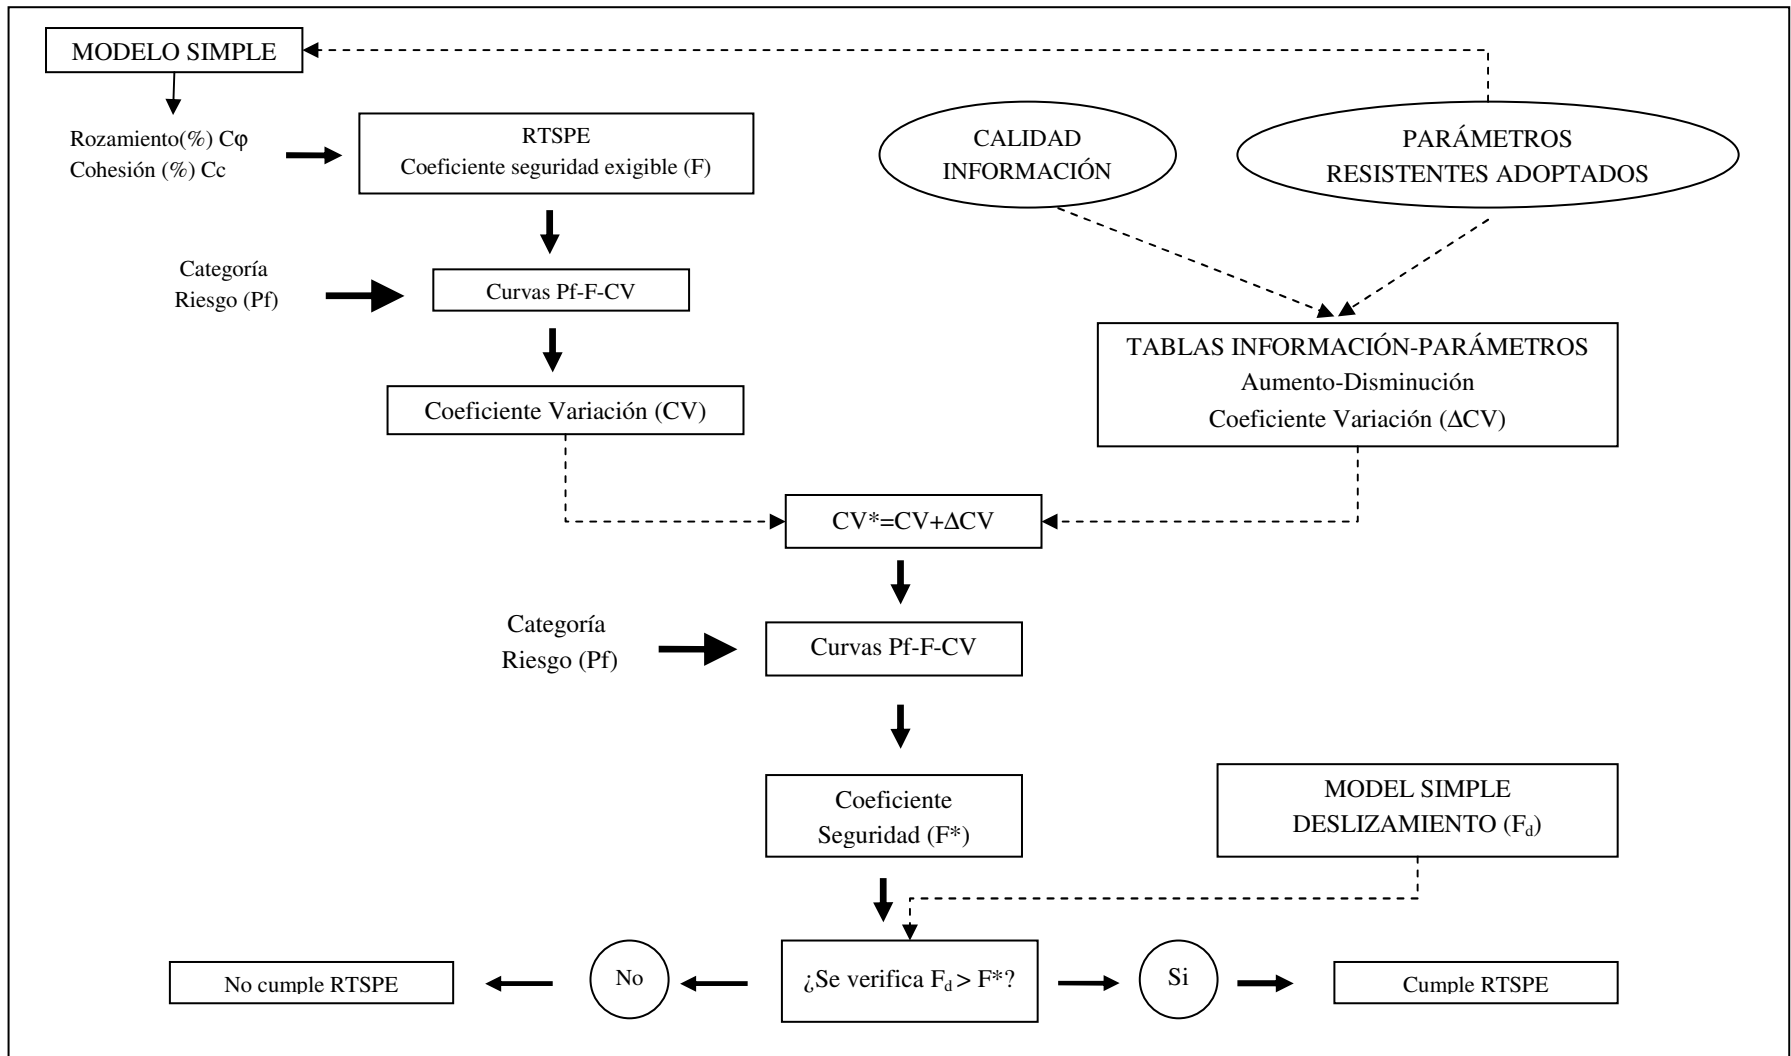 MODELO SIMPLE
Rozamiento(%) Cφ
Cohesión (%) Cc
RTSPE
Coeficiente seguridad exigible (F)
CALIDAD
INFORMACIÓN
PARÁMETROS
RESISTENTES ADOPTADOS
Categoría
Riesgo (Pf)
Curvas Pf-F-CV
TABLAS INFORMACIÓN-PARÁMETROS
Aumento-Disminución
Coeficiente Variación (ΔCV)
Coeficiente Variación (CV)
CV*=CV+ΔCV
Categoría
Riesgo (Pf)
Curvas Pf-F-CV
Coeficiente
Seguridad (F*)
MODEL SIMPLE
DESLIZAMIENTO (Fd)
No cumple RTSPE
No
¿Se verifica Fd > F*?
Si
Cumple RTSPE